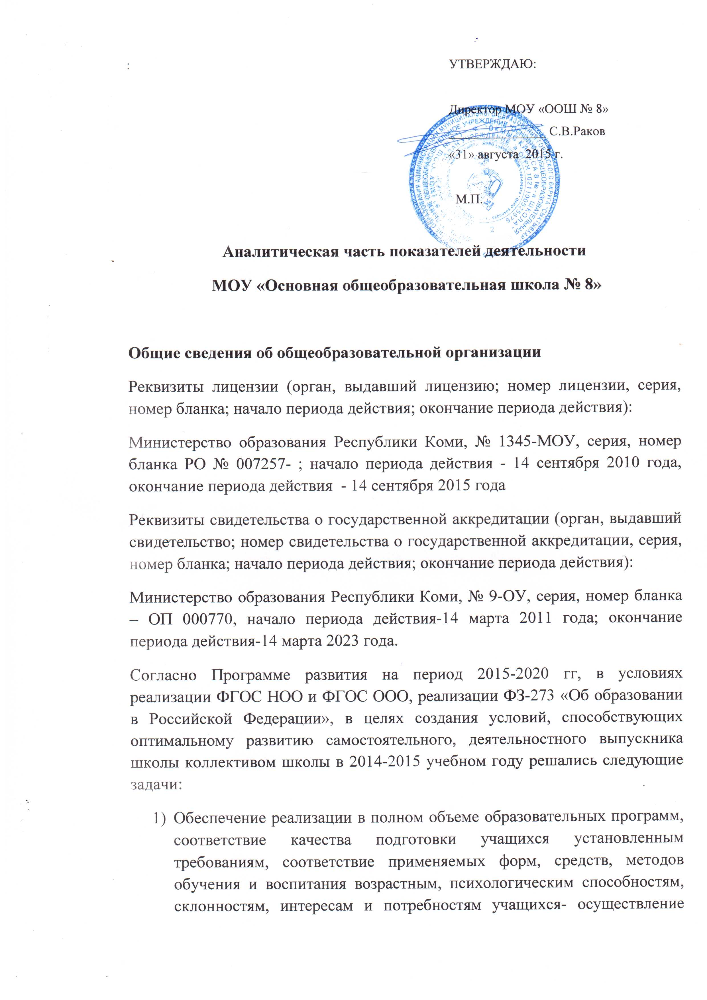 УТВЕРЖДАЮ:
Директор МОУ «ООШ № 8»
С.В.Раков
«31» августа 2015 г.
М.П.
Аналитическая часть показателей деятельности
МОУ «Основная общеобразовательная школа № 8»
Общие сведения об общеобразовательной организации
Реквизиты лицензии (орган, выдавший лицензию; номер лицензии, серия,
номер бланка; начало периода действия; окончание периода действия):
Министерство образования Республики Коми, № 1345-МОУ, серия, номер
бланка РО № 007257- ; начало периода действия - 14 сентября 2010 года,
окончание периода действия - 14 сентября 2015 года
Реквизиты свидетельства о государственной аккредитации (орган, выдавший
свидетельство; номер свидетельства о государственной аккредитации, серия,
номер бланка; начало периода действия; окончание периода действия):
Министерство образования Республики Коми, № 9-ОУ, серия, номер бланка
– ОП 000770, начало периода действия-14 марта 2011 года; окончание
периода действия-14 марта 2023 года.
Согласно Программе развития на период 2015-2020 гг, в условиях
реализации ФГОС НОО и ФГОС ООО, реализации ФЗ-273 «Об образовании
в Российской Федерации», в целях создания условий, способствующих
оптимальному развитию самостоятельного, деятельностного выпускника
школы коллективом школы в 2014-2015 учебном году решались следующие
задачи:
1) Обеспечение реализации в полном объеме образовательных программ,
соответствие качества подготовки учащихся установленным
требованиям, соответствие применяемых форм, средств, методов
обучения и воспитания возрастным, психологическим способностям,
склонностям, интересам и потребностям учащихся- осуществление